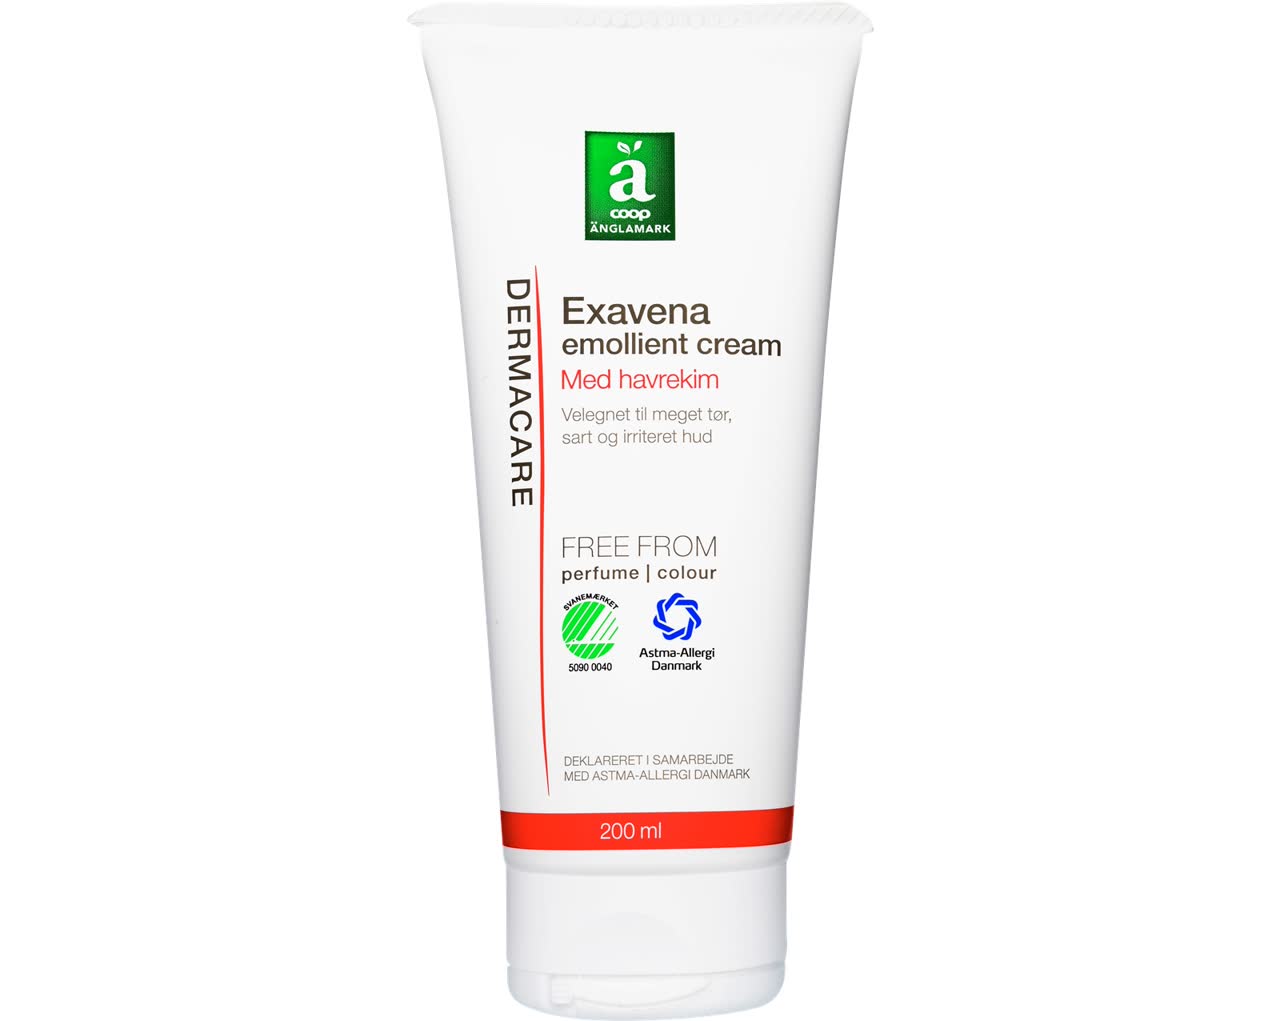 å
coop
ÄNGLAMARK
DERMACARE
Exavena
emollient cream
Med havrekim
Velegnet til meget tør,
sart og irriteret hud
FREE FROM
perfume | colour
SVANEMÆRKET
5090 0040
Astma-Allergi
Danmark
DEKLARERET I SAMARBEJDE
MED ASTMA-ALLERGI DANMARK
200 ml